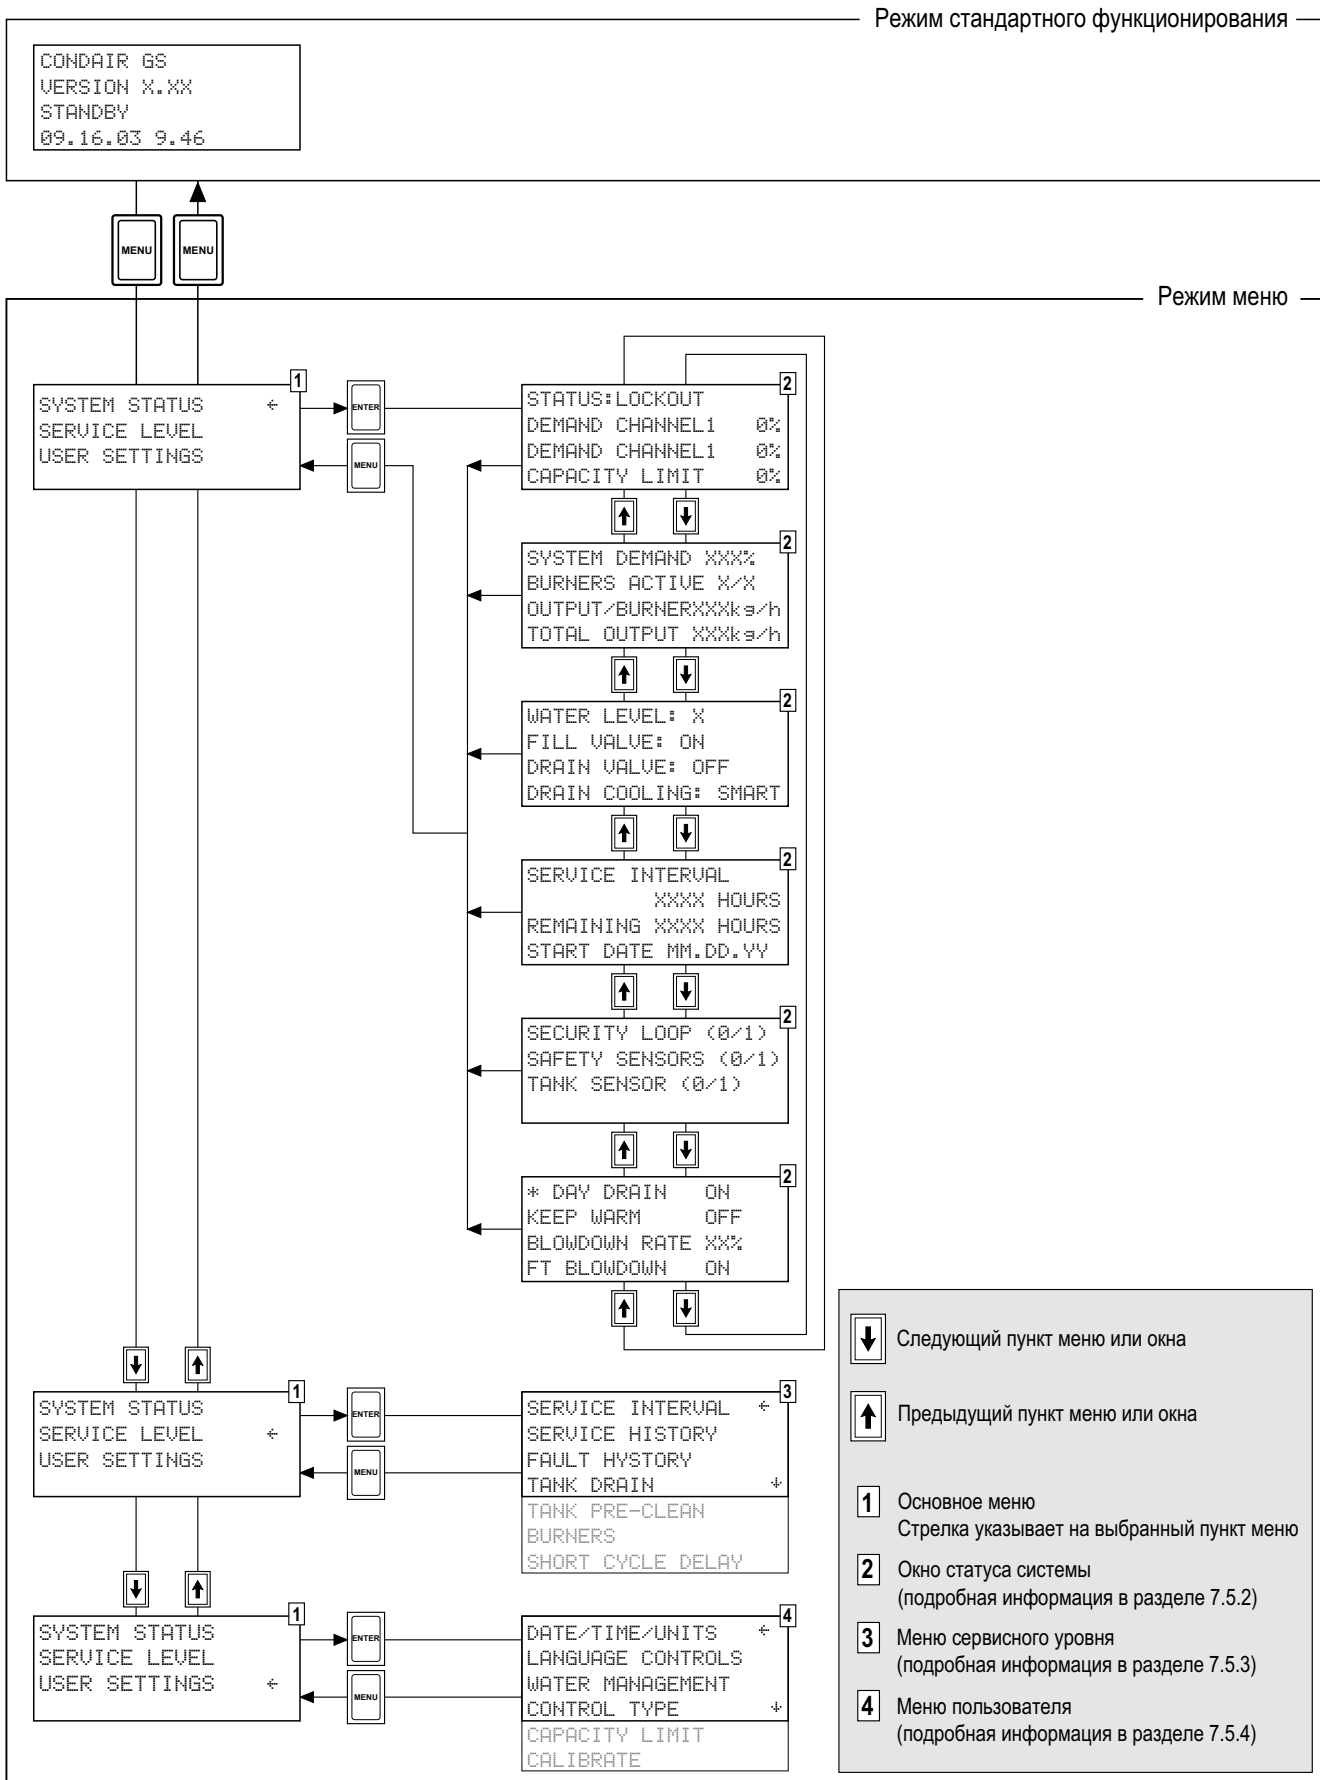 Режим стандартного функционирования
CONDAIR GS
VERSION X.XX
STANDBY
09.16.03 9.46
MENU
MENU
Режим меню
1
SYSTEM STATUS ←
SERVICE LEVEL
USER SETTINGS
ENTER
MENU
2
STATUS:LOCKOUT
DEMAND CHANNEL1 0%
DEMAND CHANNEL1 0%
CAPACITY LIMIT 0%
2
SYSTEM DEMAND XXX%
BURNERS ACTIVE X/X
OUTPUT/BURNERXXXkg/h
TOTAL OUTPUT XXXkg/h
2
WATER LEVEL: X
FILL VALVE: ON
DRAIN VALVE: OFF
DRAIN COOLING: SMART
2
SERVICE INTERVAL
XXXX HOURS
REMAINING XXXX HOURS
START DATE MM.DD.YY
2
SECURITY LOOP (0/1)
SAFETY SENSORS (0/1)
TANK SENSOR (0/1)
2
* DAY DRAIN ON
KEEP WARM OFF
BLOWDOWN RATE XX%
FT BLOWDOWN ON
1
SYSTEM STATUS
SERVICE LEVEL ←
USER SETTINGS
ENTER
MENU
3
SERVICE INTERVAL ←
SERVICE HISTORY
FAULT HYSTORY
TANK DRAIN ↓
TANK PRE-CLEAN
BURNERS
SHORT CYCLE DELAY
1
SYSTEM STATUS
SERVICE LEVEL
USER SETTINGS ←
ENTER
MENU
4
DATE/TIME/UNITS ←
LANGUAGE CONTROLS
WATER MANAGEMENT
CONTROL TYPE ↓
CAPACITY LIMIT
CALIBRATE
Следующий пункт меню или окна
Предыдущий пункт меню или окна
1 Основное меню
Стрелка указывает на выбранный пункт меню
2 Окно статуса системы
(подробная информация в разделе 7.5.2)
3 Меню сервисного уровня
(подробная информация в разделе 7.5.3)
4 Меню пользователя
(подробная информация в разделе 7.5.4)